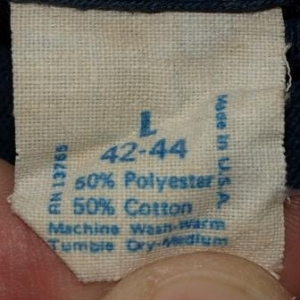 L
42-44
50% Polyester
50% Cotton
Machine Wash-Warm
Tumble Dry-Medium
RN 13765
Made in U.S.A.